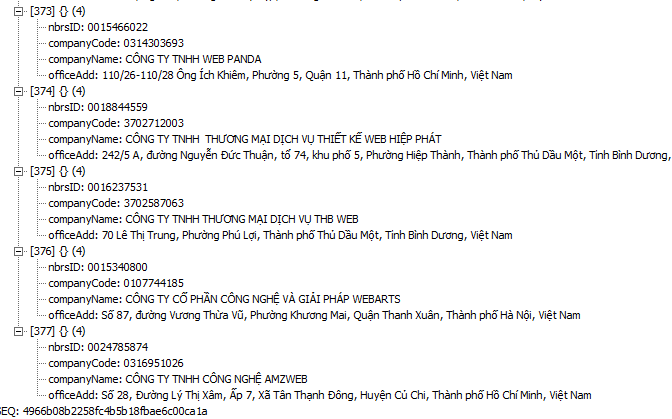 [373] {} (4)
nbrsID: 0015466022
companyCode: 0314303693
companyName: CÔNG TY TNHH WEB PANDA
officeAdd: 110/26-110/28 Ông Ích Khiêm, Phường 5, Quận 11, Thành phố Hồ Chí Minh, Việt Nam
[374] {} (4)
nbrsID: 0018844559
companyCode: 3702712003
companyName: CÔNG TY TNHH THƯƠNG MẠI DỊCH VỤ THIẾT KẾ WEB HIỆP PHÁT
officeAdd: 242/5 A, đường Nguyễn Đức Thuận, tổ 74, khu phố 5, Phường Hiệp Thành, Thành phố Thủ Dầu Một, Tỉnh Bình Dương,
[375] {} (4)
nbrsID: 0016237531
companyCode: 3702587063
companyName: CÔNG TY TNHH THƯƠNG MẠI DỊCH VỤ THB WEB
officeAdd: 70 Lê Thị Trung, Phường Phú Lợi, Thành phố Thủ Dầu Một, Tỉnh Bình Dương, Việt Nam
[376] {} (4)
nbrsID: 0015340800
companyCode: 0107744185
companyName: CÔNG TY CỔ PHẦN CÔNG NGHỆ VÀ GIẢI PHÁP WEBARTS
officeAdd: Số 87, đường Vương Thừa Vũ, Phường Khương Mai, Quận Thanh Xuân, Thành phố Hà Nội, Việt Nam
[377] {} (4)
nbrsID: 0024785874
companyCode: 0316951026
companyName: CÔNG TY TNHH CÔNG NGHỆ AMZWEB
officeAdd: Số 28, Đường Lý Thị Xâm, Ấp 7, Xã Tân Thạnh Đông, Huyện Củ Chi, Thành phố Hồ Chí Minh, Việt Nam
SEQ: 4966b08b2258fc4b5b18fbae6c00ca1a